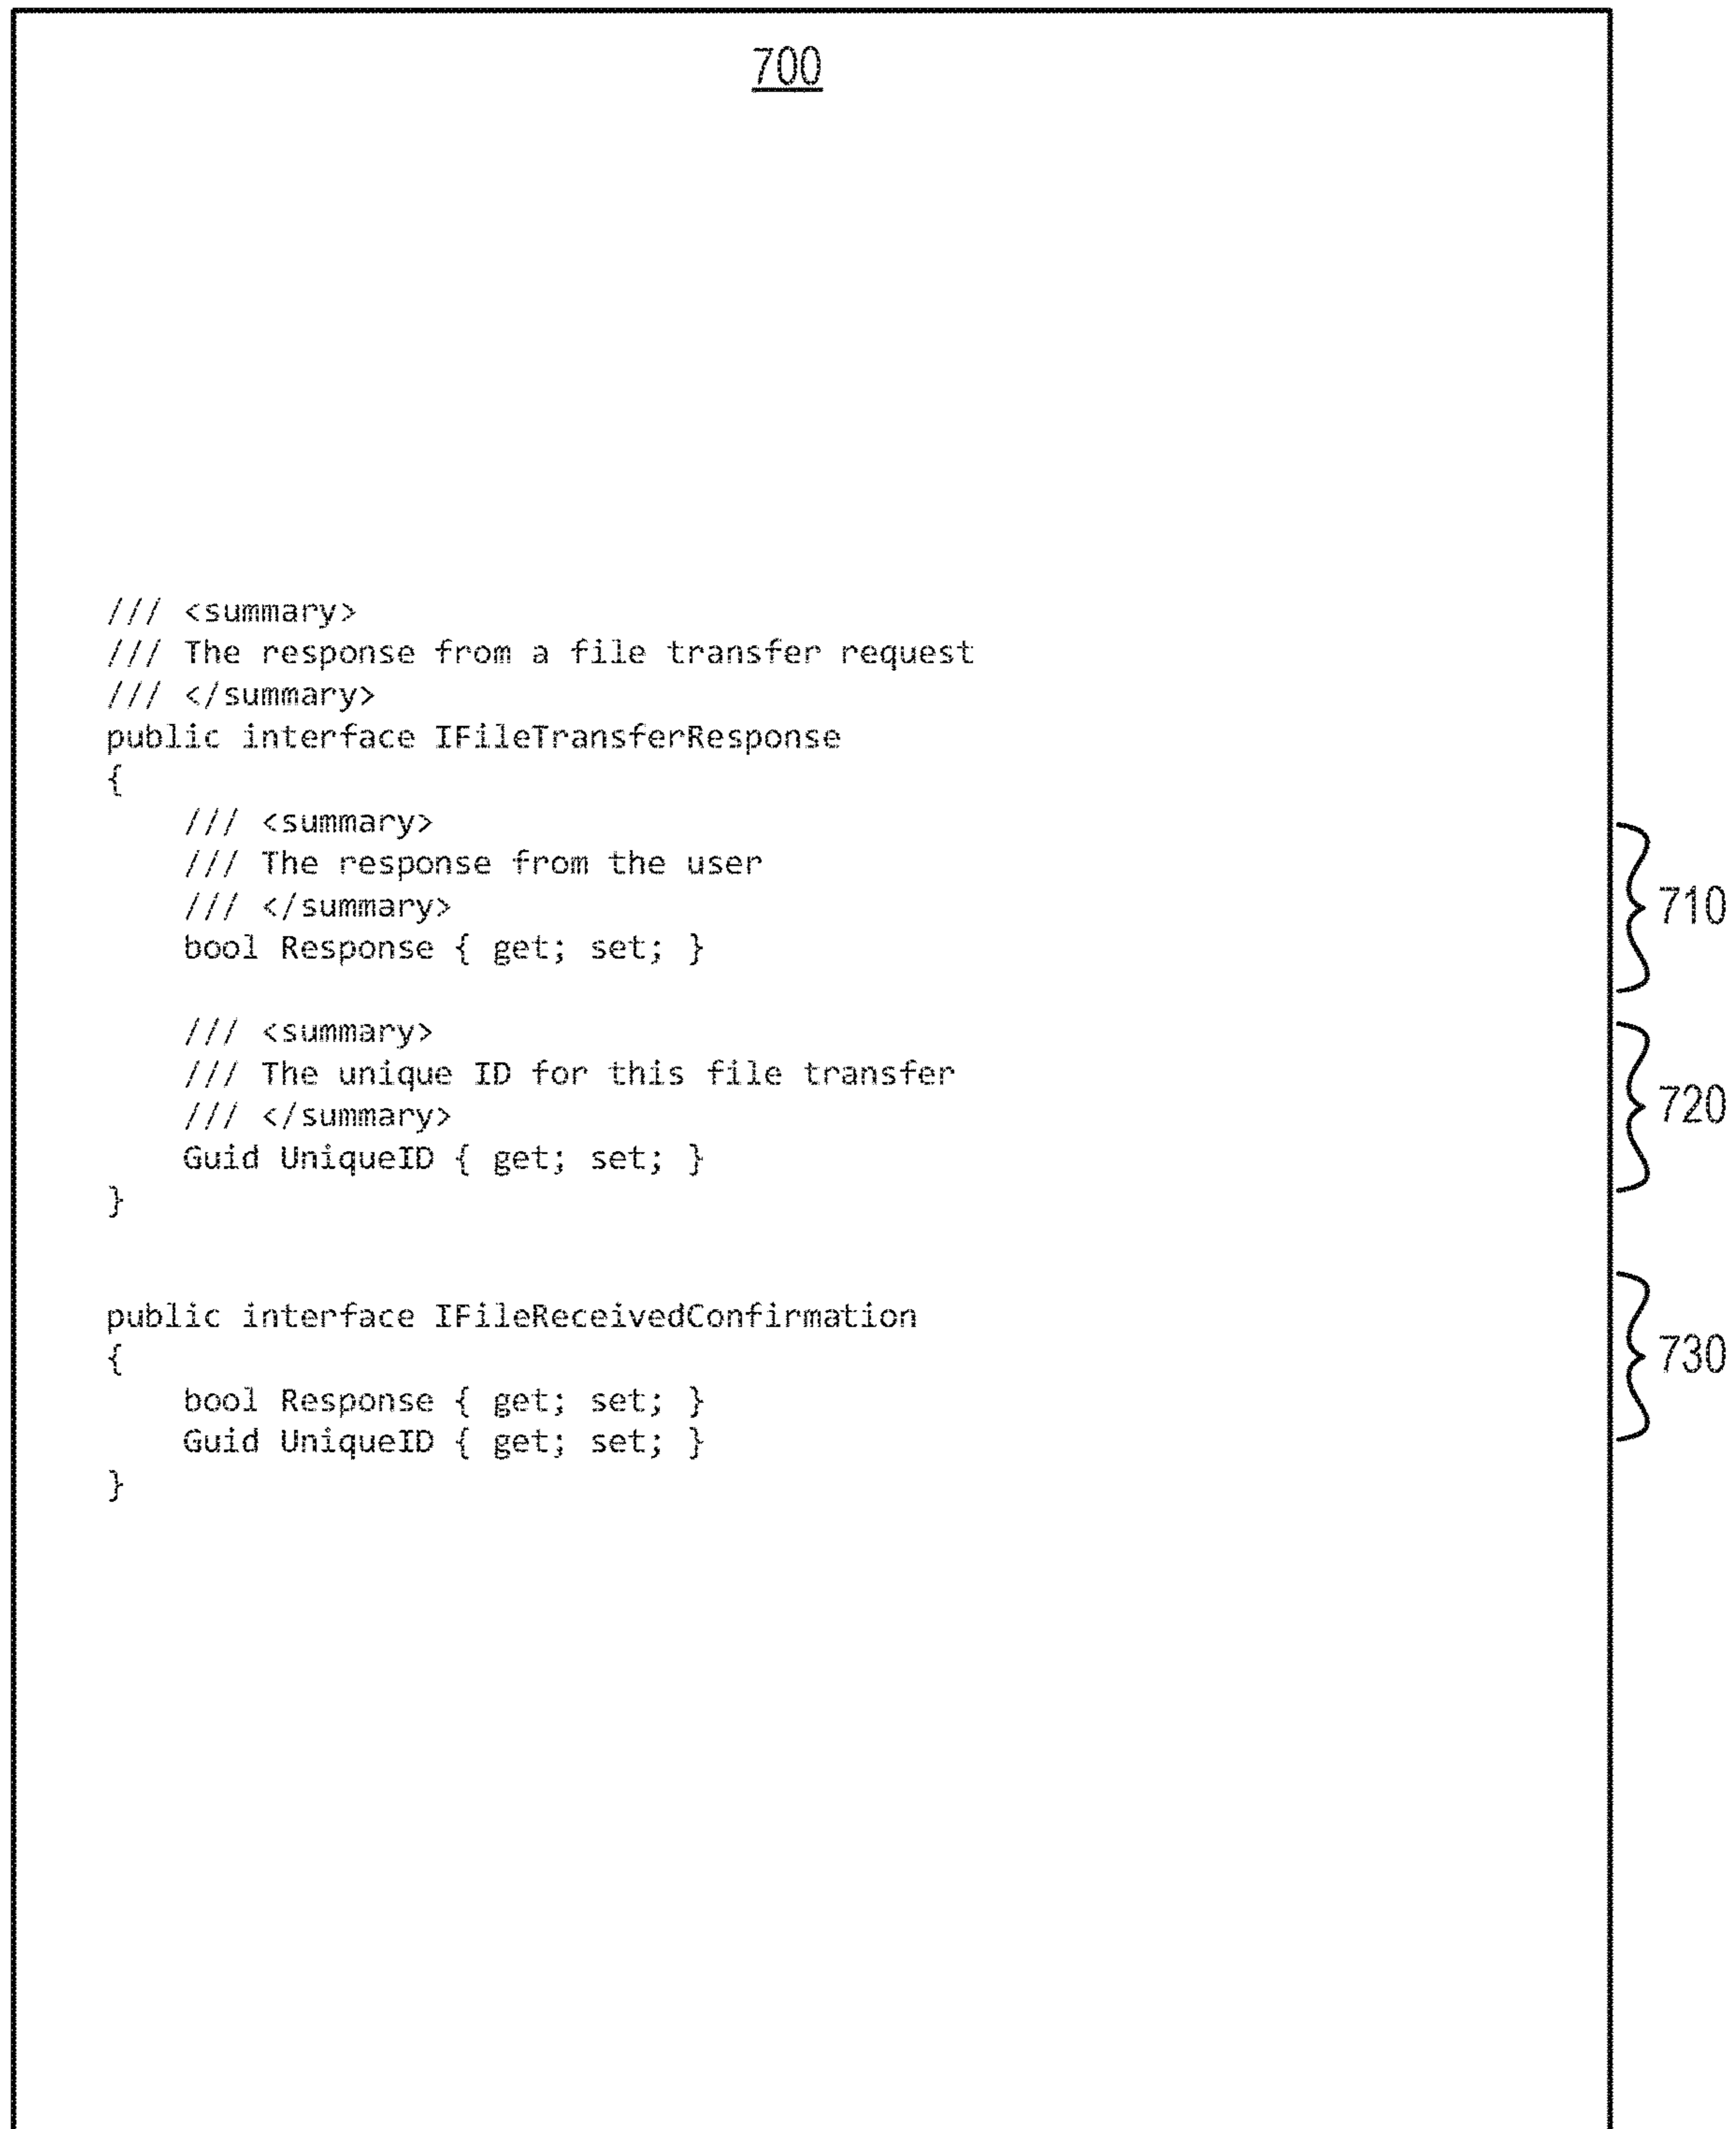 700
/// <summary>
/// The response from a file transfer request
/// </summary>
public interface IFileTransferResponse
{
    /// <summary>
    /// The response from the user
    /// </summary>
    bool Response { get; set; }
710
    /// <summary>
    /// The unique ID for this file transfer
    /// </summary>
    Guid UniqueID { get; set; }
720
}
public interface IFileReceivedConfirmation
{
    bool Response { get; set; }
    Guid UniqueID { get; set; }
}
730